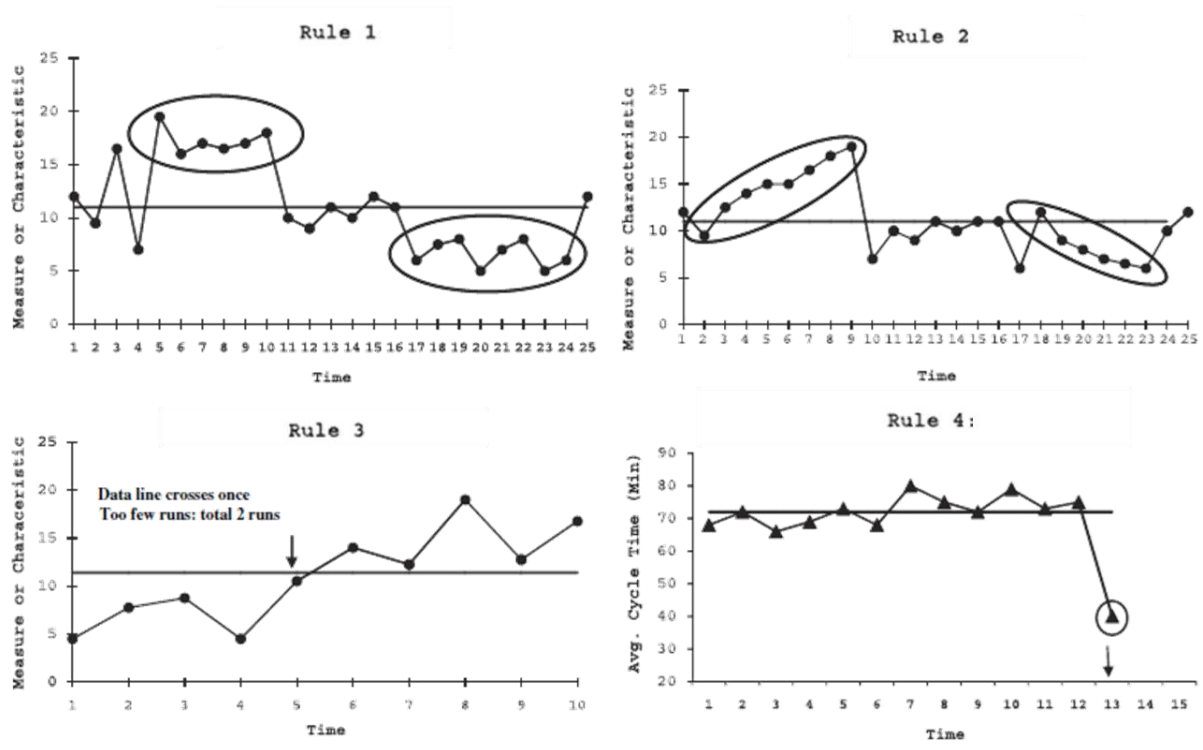 Rule 1
Measure or Characteristic
25
20
15
10
5
0
1 2 3 4 5 6 7 8 9 10 11 12 13 14 15 16 17 18 19 20 21 22 23 24 25
Time
Rule 2
Measure or Characteristic
25
20
15
10
5
0
1 2 3 4 5 6 7 8 9 10 11 12 13 14 15 16 17 18 19 20 21 22 23 24 25
Time
Rule 3
Measure or Characeristic
25
20
15
10
5
0
Data line crosses once
Too few runs: total 2 runs
1 2 3 4 5 6 7 8 9 10
Time
Rule 4:
Avg. Cycle Time (Min)
90
80
70
60
50
40
30
20
1 2 3 4 5 6 7 8 9 10 11 12 13 14 15
Time